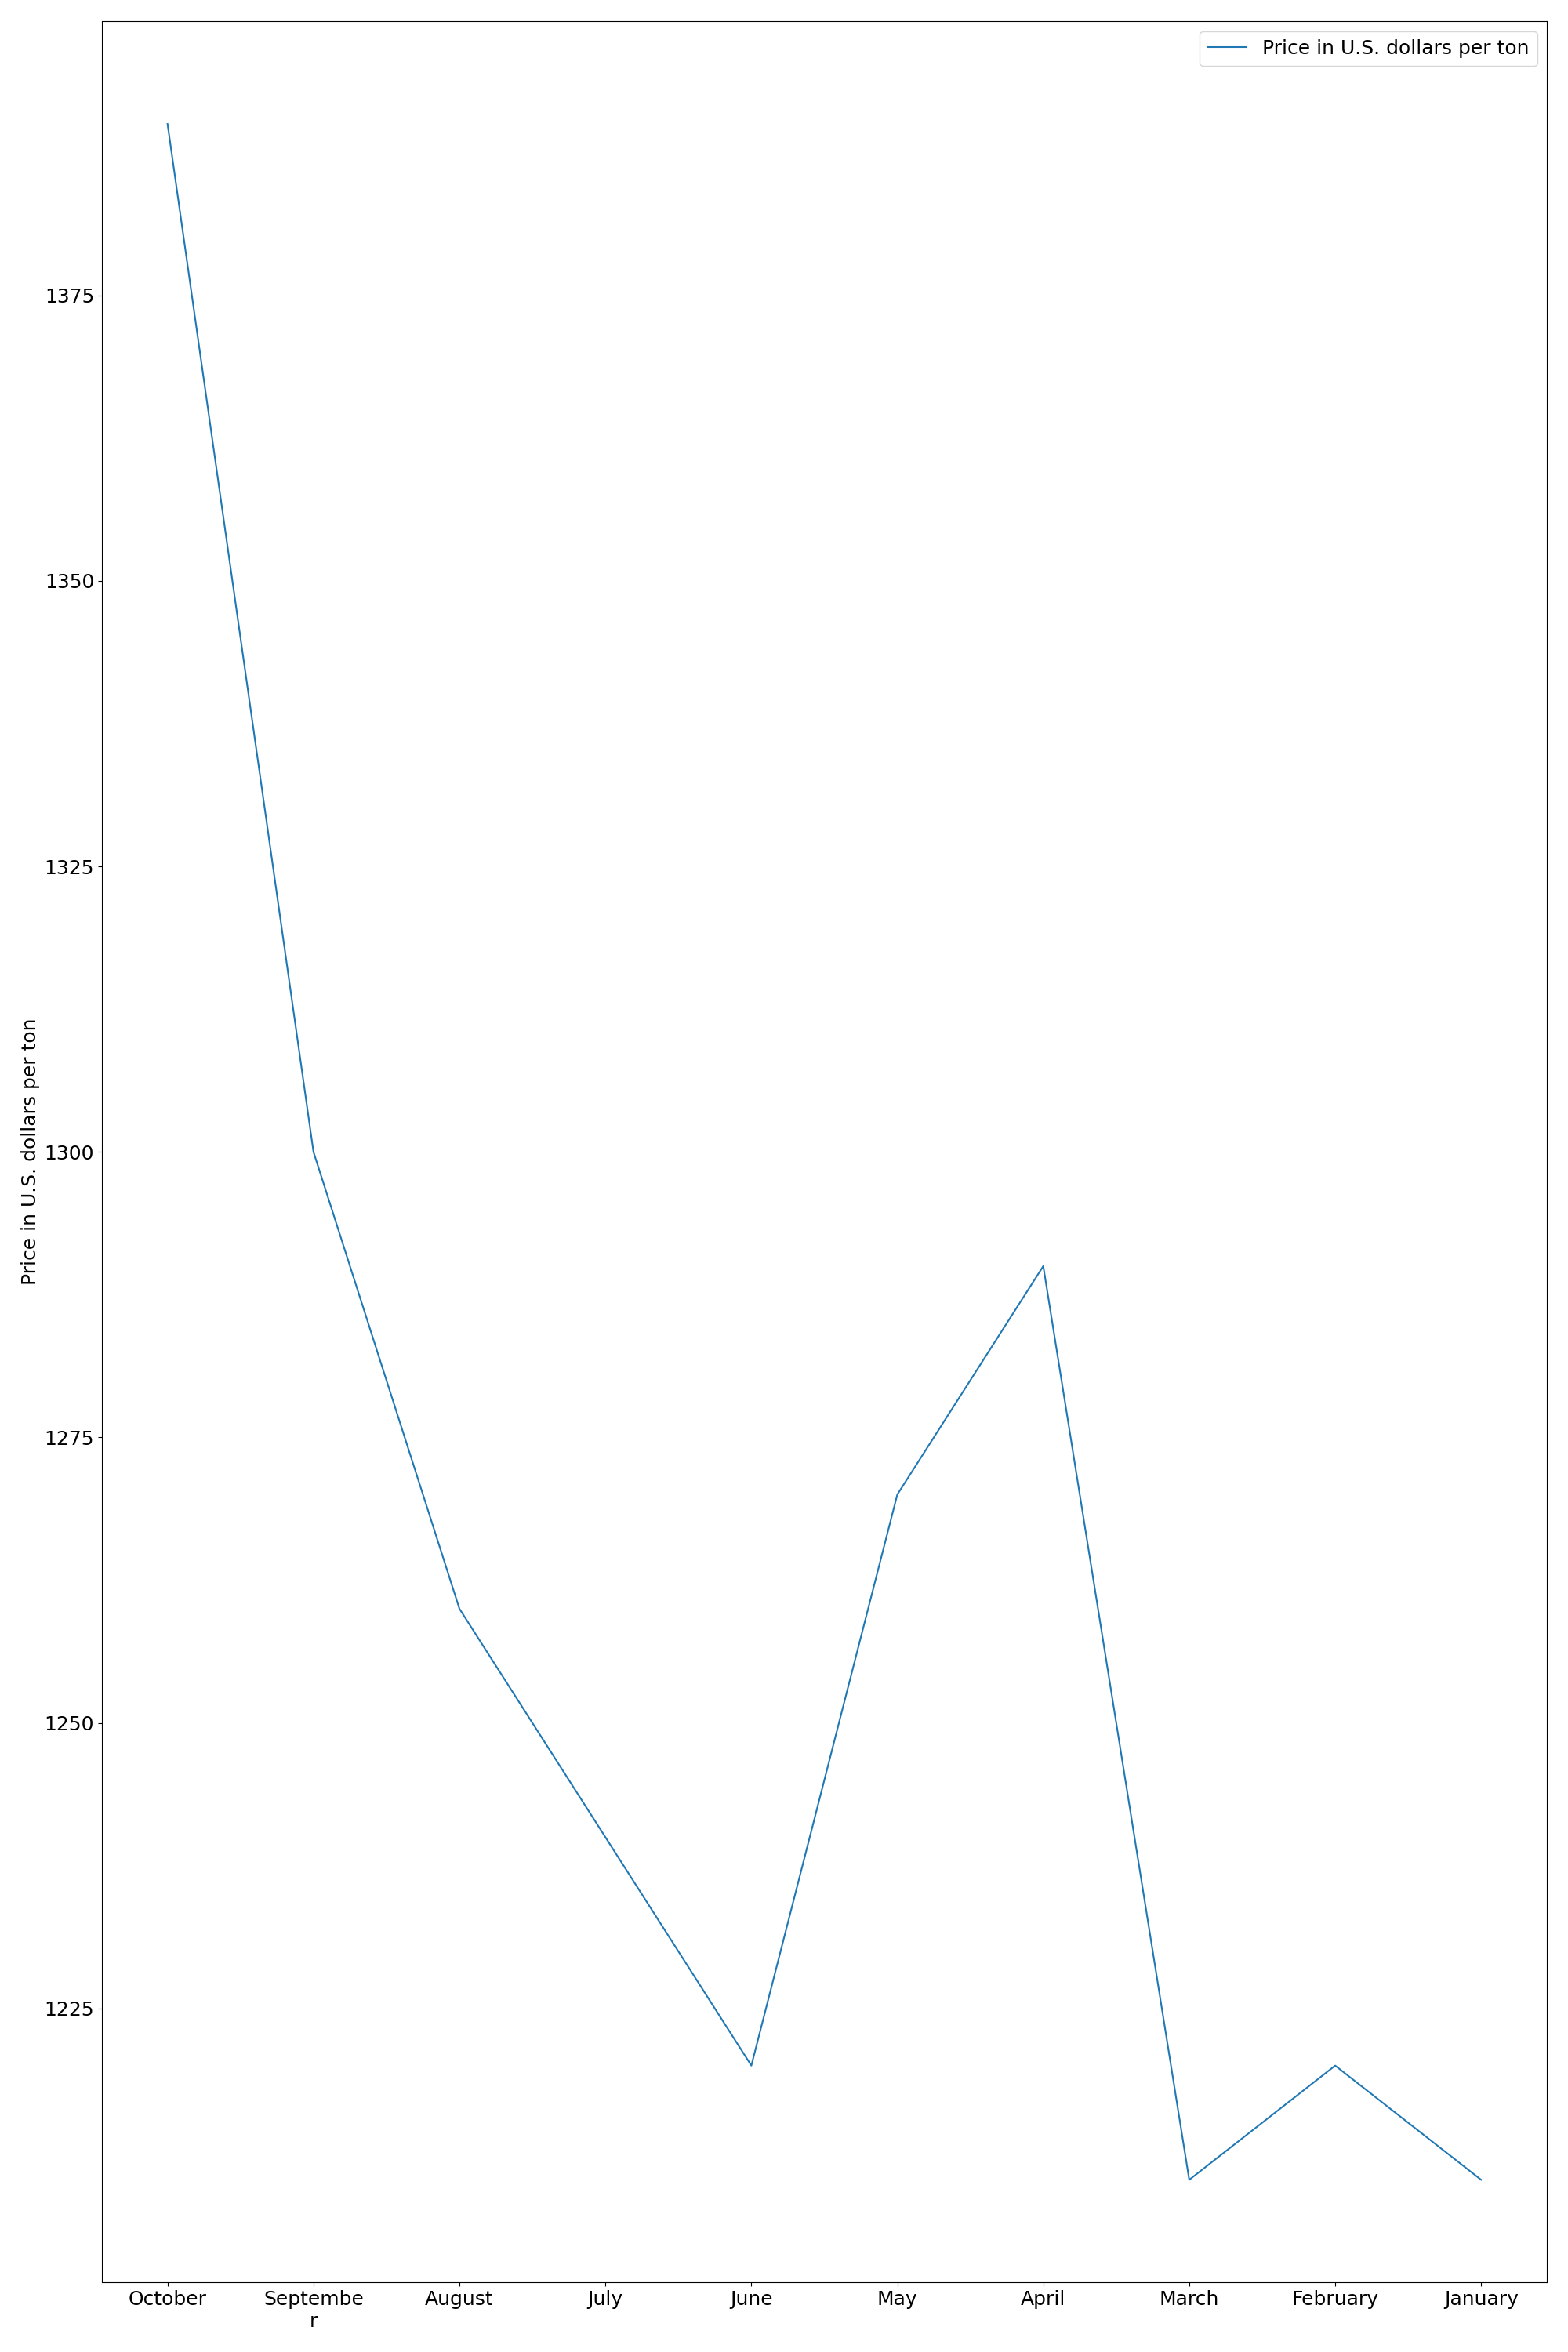 Price in U.S. dollars per ton
1375
1350
1325
1300
1275
1250
1225
Price in U.S. dollars per ton
October
Septembe
r
August
July
June
May
April
March
February
January